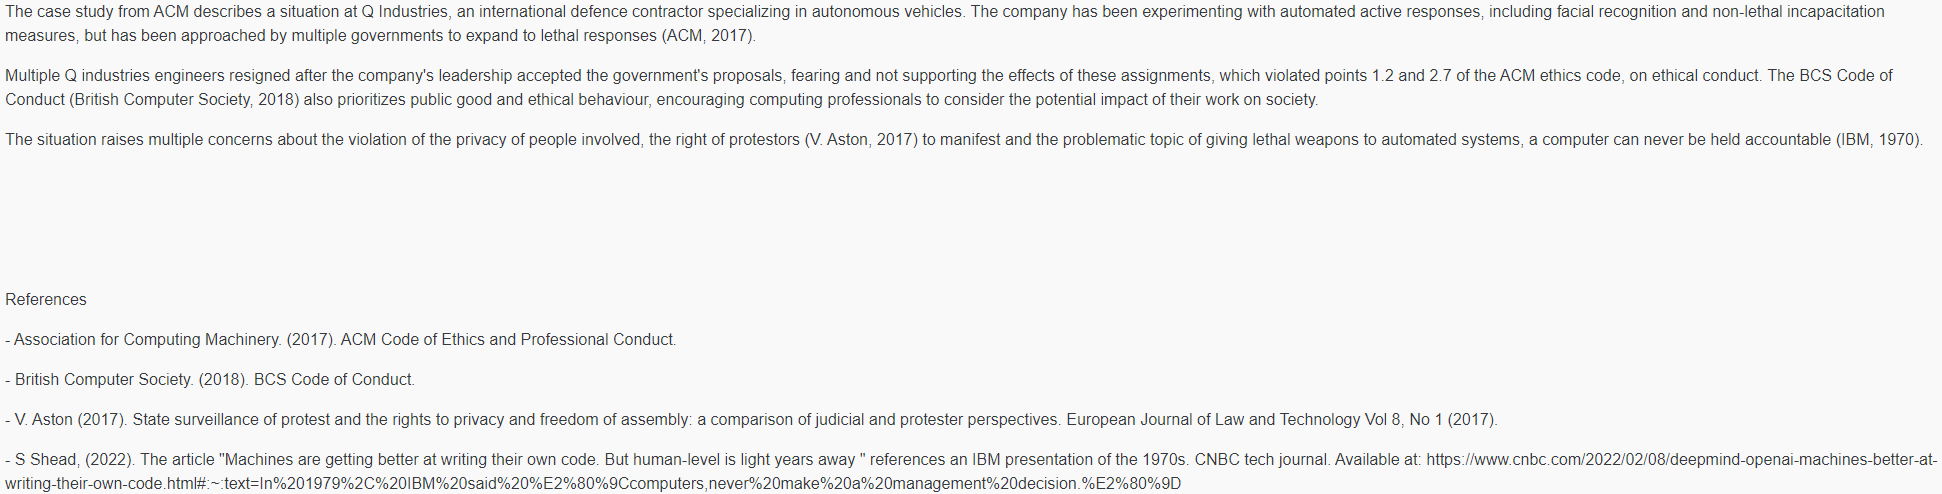 The case study from ACM describes a situation at Q Industries, an international defence contractor specializing in autonomous vehicles. The company has been experimenting with automated active responses, including facial recognition and non-lethal incapacitation
measures, but has been approached by multiple governments to expand to lethal responses (ACM, 2017).
Multiple Q industries engineers resigned after the company's leadership accepted the government's proposals, fearing and not supporting the effects of these assignments, which violated points 1.2 and 2.7 of the ACM ethics code, on ethical conduct. The BCS Code of
Conduct (British Computer Society, 2018) also prioritizes public good and ethical behaviour, encouraging computing professionals to consider the potential impact of their work on society.
The situation raises multiple concerns about the violation of the privacy of people involved, the right of protestors (V. Aston, 2017) to manifest and the problematic topic of giving lethal weapons to automated systems, a computer can never be held accountable (IBM, 1970).
References
- Association for Computing Machinery. (2017). ACM Code of Ethics and Professional Conduct.
- British Computer Society. (2018). BCS Code of Conduct.
- V. Aston (2017). State surveillance of protest and the rights to privacy and freedom of assembly: a comparison of judicial and protester perspectives. European Journal of Law and Technology Vol 8, No 1 (2017).
- S Shead, (2022). The article "Machines are getting better at writing their own code. But human-level is light years away " references an IBM presentation of the 1970s. CNBC tech journal. Available at: https://www.cnbc.com/2022/02/08/deepmind-openai-machines-better-at-
writing-their-own-code.html#:~:text=In%201979%2C%20IBM%20said%20%E2%80%9Ccomputers,never%20make%20a%20management%20decision.%E2%80%9D